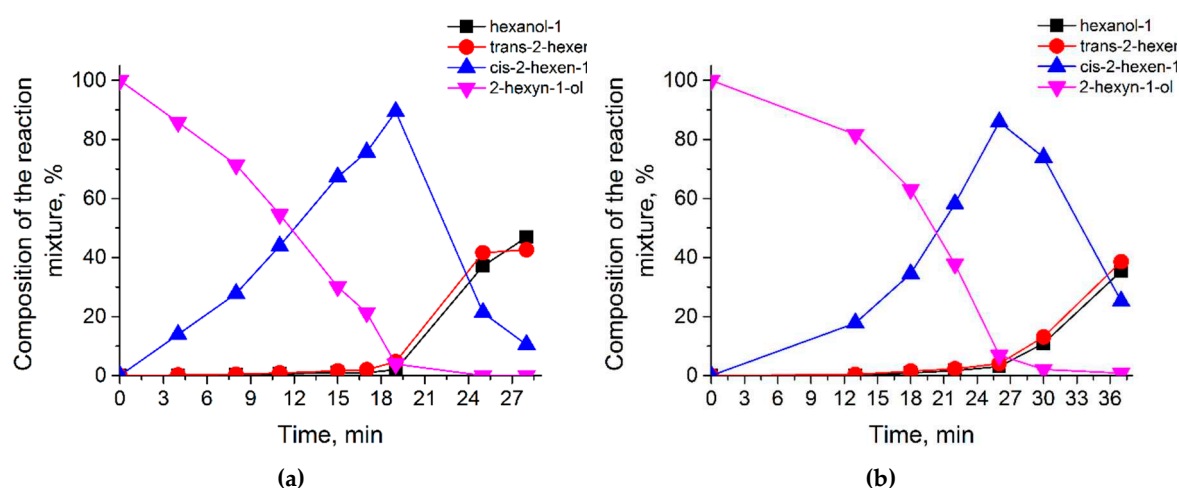 hexanol-1
trans-2-hexen
cis-2-hexen-1
2-hexyn-1-ol
100
80
60
40
20
0
Composition of the reaction
mixture, %
0 3 6 9 12 15 18 21 24 27
Time, min
(a)
hexanol-1
trans-2-hexen
cis-2-hexen-1
2-hexyn-1-ol
100
80
60
40
20
0
Composition of the reaction
mixture, %
0 3 6 9 12 15 18 21 24 27 30 33 36
Time, min
(b)